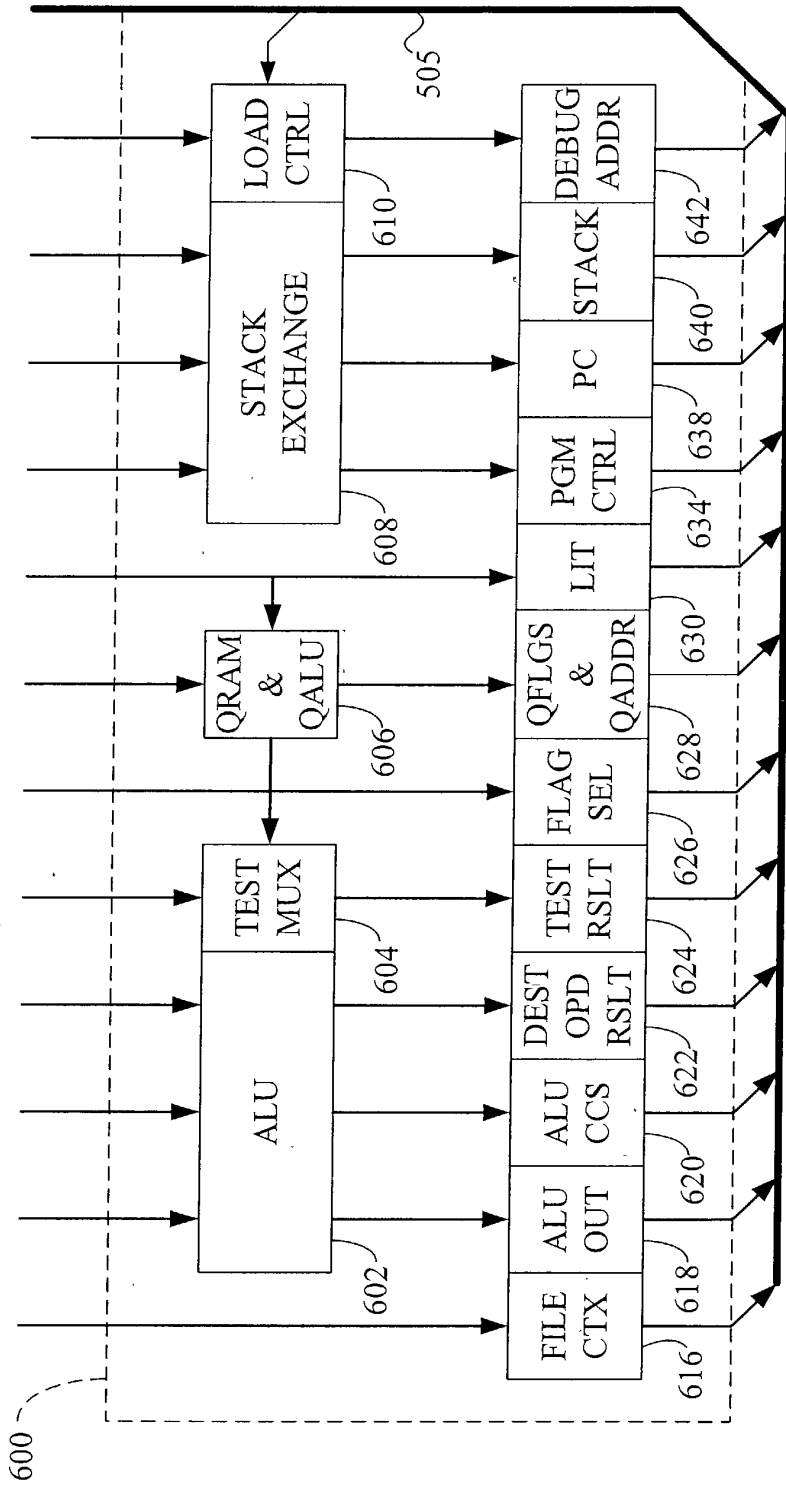 600
ALU
602
TEST
MUX
604
QRAM
&
QALU
606
STACK
EXCHANGE
608
LOAD
CTRL
610
505
FILE
CTX
616
ALU
OUT
618
ALU
CCS
620
DEST
OPD
RSLT
622
TEST
RSLT
624
FLAG
SEL
626
QFLGS
&
QADDR
628
LIT
630
PGM
CTRL
634
PC
638
STACK
640
DEBUG
ADDR
642